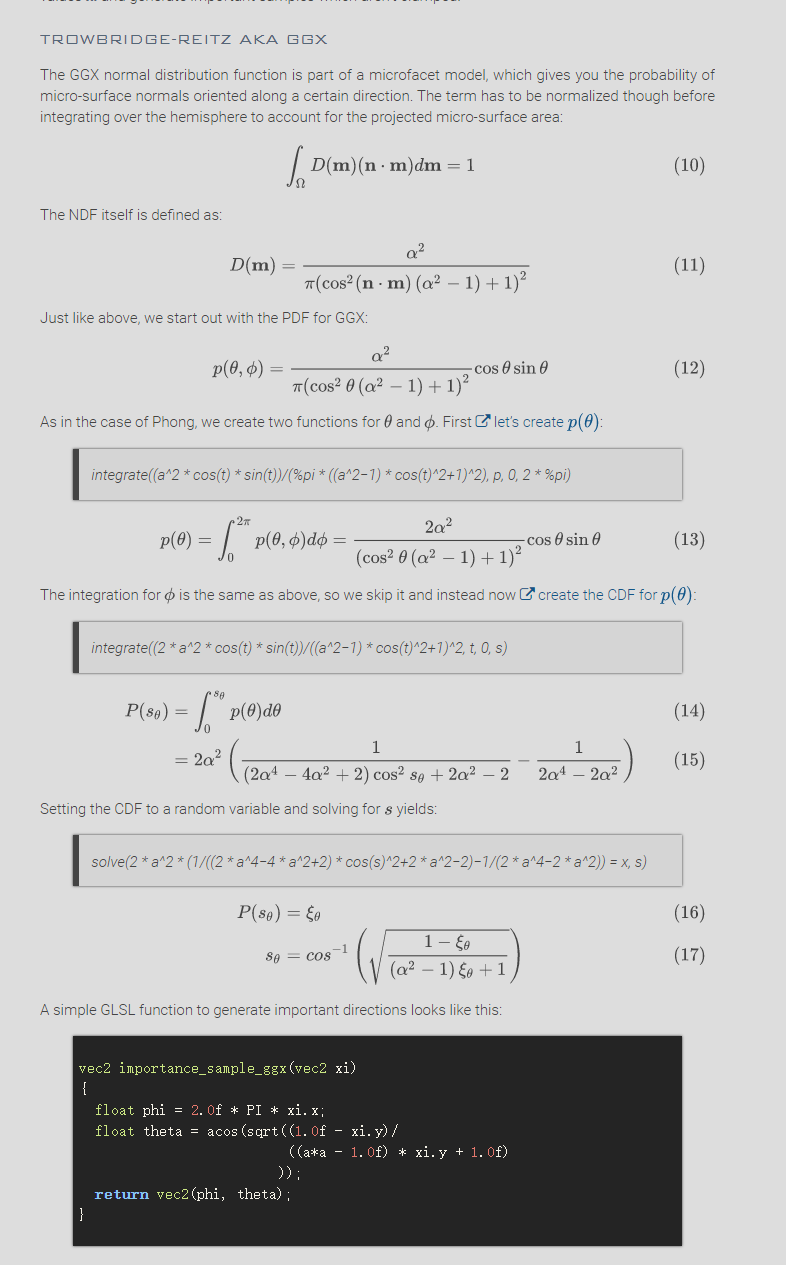 TROWBRIDGE-REITZ AKA GGX
The GGX normal distribution function is part of a microfacet model, which gives you the probability of
micro-surface normals oriented along a certain direction. The term has to be normalized though before
integrating over the hemisphere to account for the projected micro-surface area:
∫_Ω D(m)(n · m)dm = 1 (10)
The NDF itself is defined as:
D(m) = α² / (π(cos²(n · m) (α² − 1) + 1)²) (11)
Just like above, we start out with the PDF for GGX:
p(θ, ϕ) = α² / (π(cos² θ (α² − 1) + 1)²) cos θ sin θ (12)
As in the case of Phong, we create two functions for θ and ϕ. First let's create p(θ):
integrate((a^2 * cos(t) * sin(t))/(%pi * ((a^2−1) * cos(t)^2+1)^2), p, 0, 2 * %pi)
p(θ) = ∫_0^{2π} p(θ, ϕ)dϕ = 2α² / (cos² θ (α² − 1) + 1)² cos θ sin θ (13)
The integration for ϕ is the same as above, so we skip it and instead now create the CDF for p(θ):
integrate((2 * a^2 * cos(t) * sin(t))/((a^2−1) * cos(t)^2+1)^2, t, 0, s)
P(s_θ) = ∫_0^{s_θ} p(θ)dθ (14)
= 2α² ( 1 / ((2α⁴ − 4α² + 2) cos² s_θ + 2α² − 2) − 1 / (2α⁴ − 2α²) ) (15)
Setting the CDF to a random variable and solving for s yields:
solve(2 * a^2 * (1/((2 * a^4−4 * a^2+2) * cos(s)^2+2 * a^2−2)−1/(2 * a^4−2 * a^2)) = x, s)
P(s_θ) = ξ_θ (16)
s_θ = cos⁻¹ ( √( (1 − ξ_θ) / ((α² − 1) ξ_θ + 1) ) ) (17)
A simple GLSL function to generate important directions looks like this:
vec2 importance_sample_ggx(vec2 xi)
{
float phi = 2.0f * PI * xi.x;
float theta = acos(sqrt((1.0f - xi.y)/
((a*a - 1.0f) * xi.y + 1.0f)
));
return vec2(phi, theta);
}